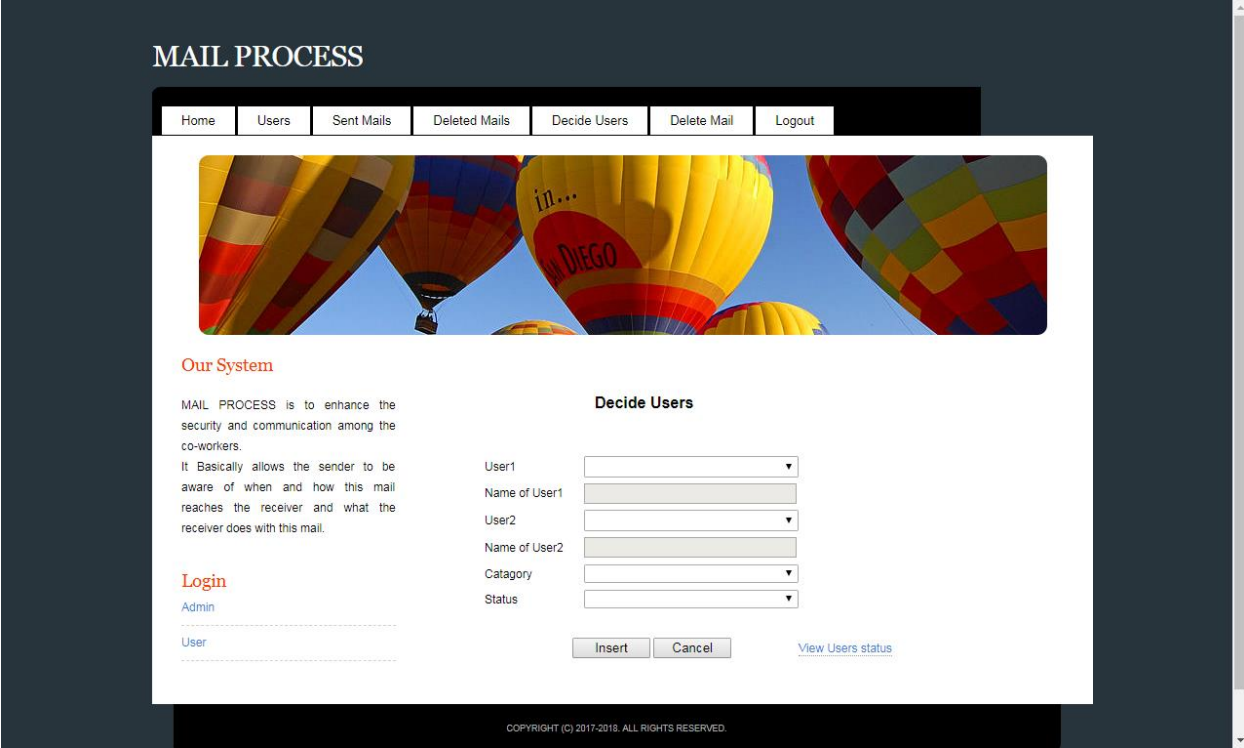 MAIL PROCESS
Home Users Sent Mails Deleted Mails Decide Users Delete Mail Logout
in...
SAN DIEGO
Our System
MAIL PROCESS is to enhance the
security and communication among the
co-workers.
It Basically allows the sender to be
aware of when and how this mail
reaches the receiver and what the
receiver does with this mail.
Login
Admin
User
Decide Users
User1
Name of User1
User2
Name of User2
Catagory
Status
Insert Cancel View Users status
COPYRIGHT (C) 2017-2018. ALL RIGHTS RESERVED.